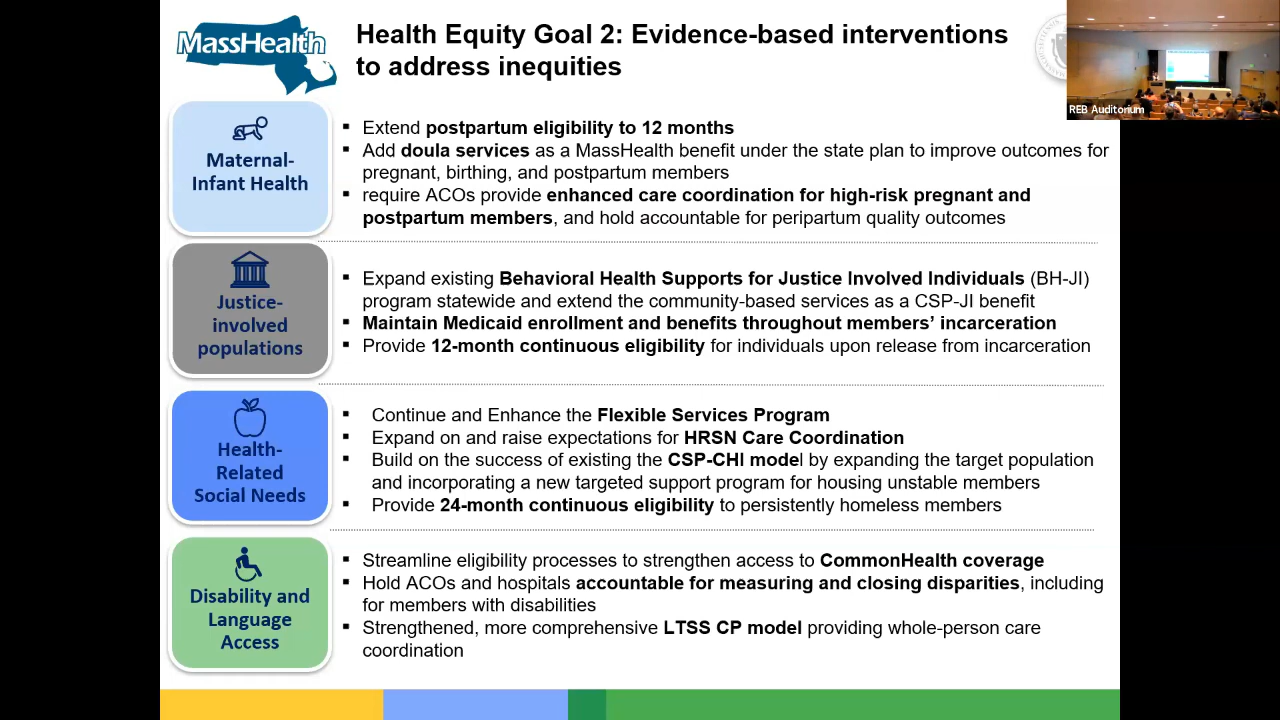 MassHealth
Health Equity Goal 2: Evidence-based interventions
to address inequities
REB Auditorium
Maternal-
Infant Health
▪ Extend postpartum eligibility to 12 months
▪ Add doula services as a MassHealth benefit under the state plan to improve outcomes for
pregnant, birthing, and postpartum members
▪ require ACOs provide enhanced care coordination for high-risk pregnant and
postpartum members, and hold accountable for peripartum quality outcomes
Justice-
involved
populations
▪ Expand existing Behavioral Health Supports for Justice Involved Individuals (BH-JI)
program statewide and extend the community-based services as a CSP-JI benefit
▪ Maintain Medicaid enrollment and benefits throughout members’ incarceration
▪ Provide 12-month continuous eligibility for individuals upon release from incarceration
Health-
Related
Social Needs
▪ Continue and Enhance the Flexible Services Program
▪ Expand on and raise expectations for HRSN Care Coordination
▪ Build on the success of existing the CSP-CHI model by expanding the target population
and incorporating a new targeted support program for housing unstable members
▪ Provide 24-month continuous eligibility to persistently homeless members
Disability and
Language
Access
▪ Streamline eligibility processes to strengthen access to CommonHealth coverage
▪ Hold ACOs and hospitals accountable for measuring and closing disparities, including
for members with disabilities
▪ Strengthened, more comprehensive LTSS CP model providing whole-person care
coordination